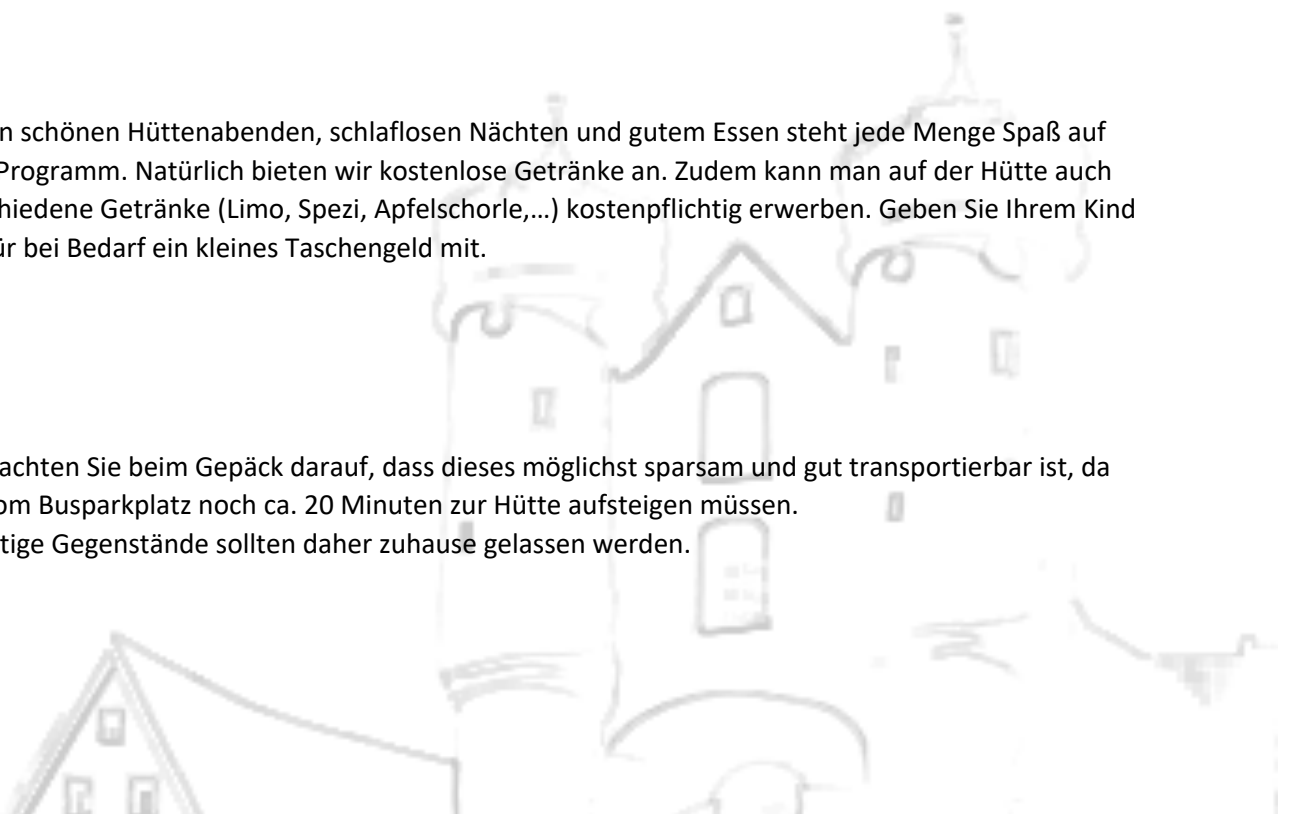 n schönen Hüttenabenden, schlaflosen Nächten und gutem Essen steht jede Menge Spaß auf
Programm. Natürlich bieten wir kostenlose Getränke an. Zudem kann man auf der Hütte auch
hiedene Getränke (Limo, Spezi, Apfelschorle,…) kostenpflichtig erwerben. Geben Sie Ihrem Kind
ür bei Bedarf ein kleines Taschengeld mit.
achten Sie beim Gepäck darauf, dass dieses möglichst sparsam und gut transportierbar ist, da
om Busparkplatz noch ca. 20 Minuten zur Hütte aufsteigen müssen.
tige Gegenstände sollten daher zuhause gelassen werden.